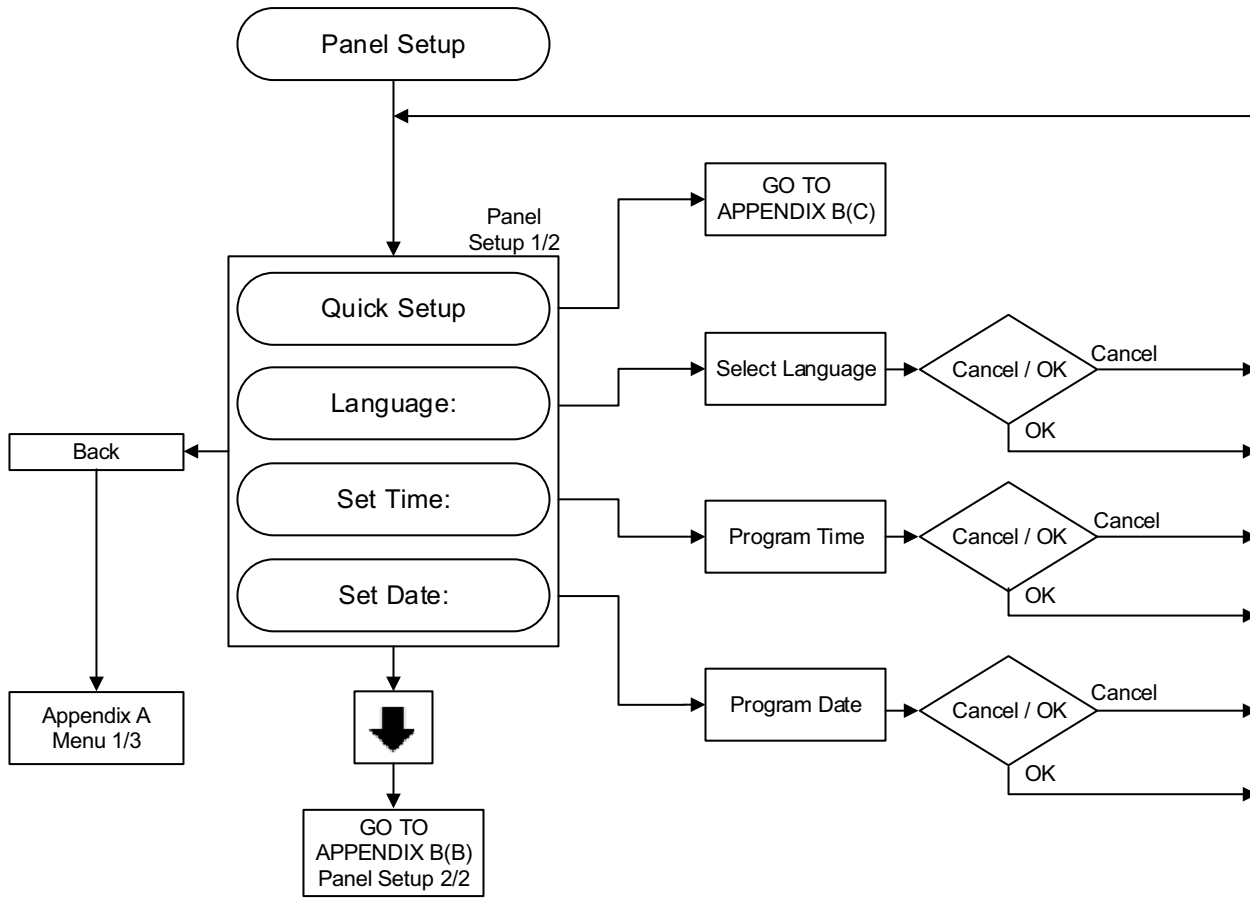 Panel Setup
GO TO
APPENDIX B(C)
Panel
Setup 1/2
Quick Setup
Select Language
Cancel / OK
Cancel
OK
Language:
Back
Set Time:
Program Time
Cancel / OK
Cancel
OK
Set Date:
Program Date
Cancel / OK
Cancel
OK
Appendix A
Menu 1/3
GO TO
APPENDIX B(B)
Panel Setup 2/2